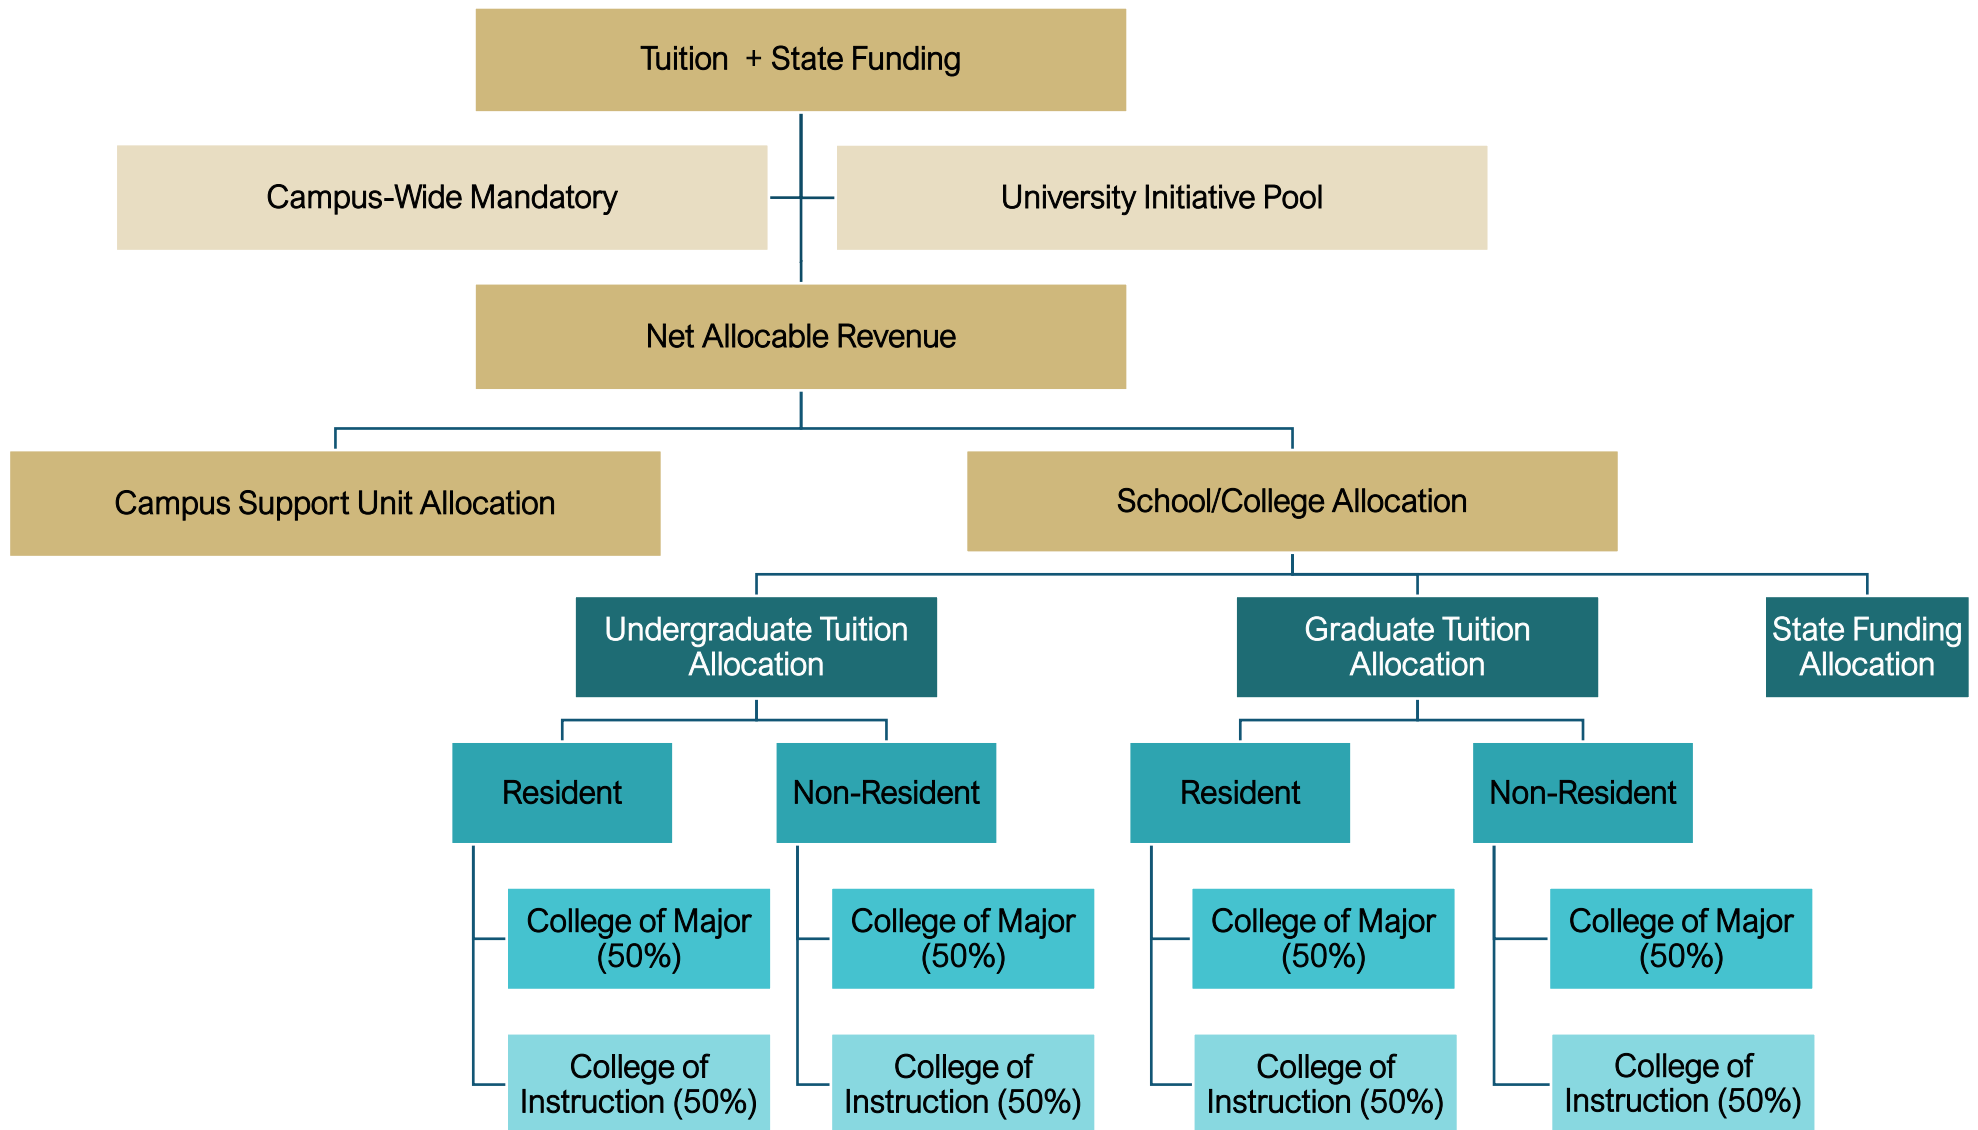 Tuition + State Funding
Campus-Wide Mandatory
University Initiative Pool
Net Allocable Revenue
Campus Support Unit Allocation
School/College Allocation
Undergraduate Tuition
Allocation
Graduate Tuition
Allocation
State Funding
Allocation
Resident
Non-Resident
Resident
Non-Resident
College of Major
(50%)
College of Major
(50%)
College of Major
(50%)
College of Major
(50%)
College of
Instruction (50%)
College of
Instruction (50%)
College of
Instruction (50%)
College of
Instruction (50%)